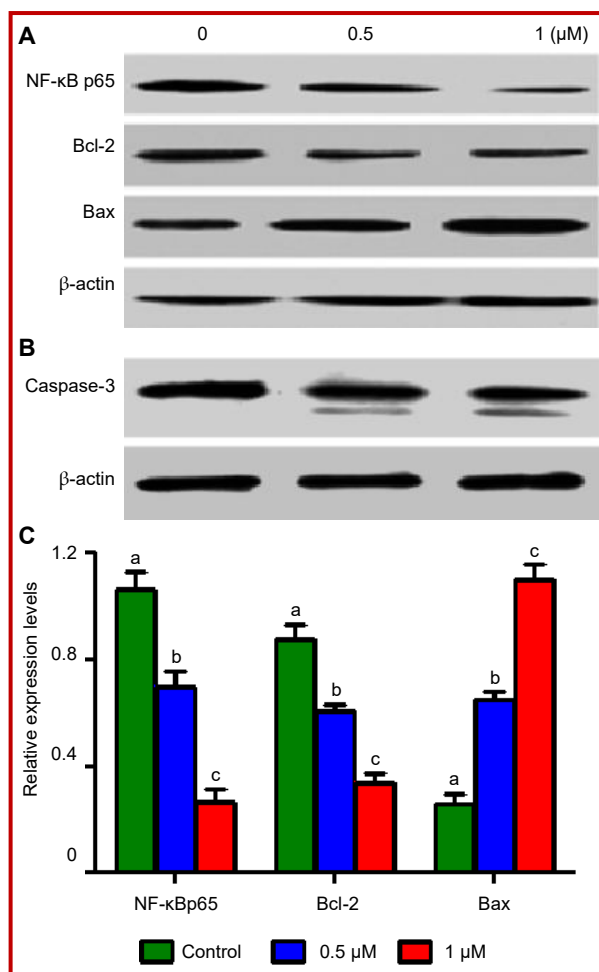 A
0 0.5 1 (µM)
NF-κB p65
Bcl-2
Bax
β-actin
B
Caspase-3
β-actin
C
Relative expression levels
1.2
0.8
0.4
0
a b c
a b c
a b c
NF-κBp65 Bcl-2 Bax
Control 0.5 µM 1 µM